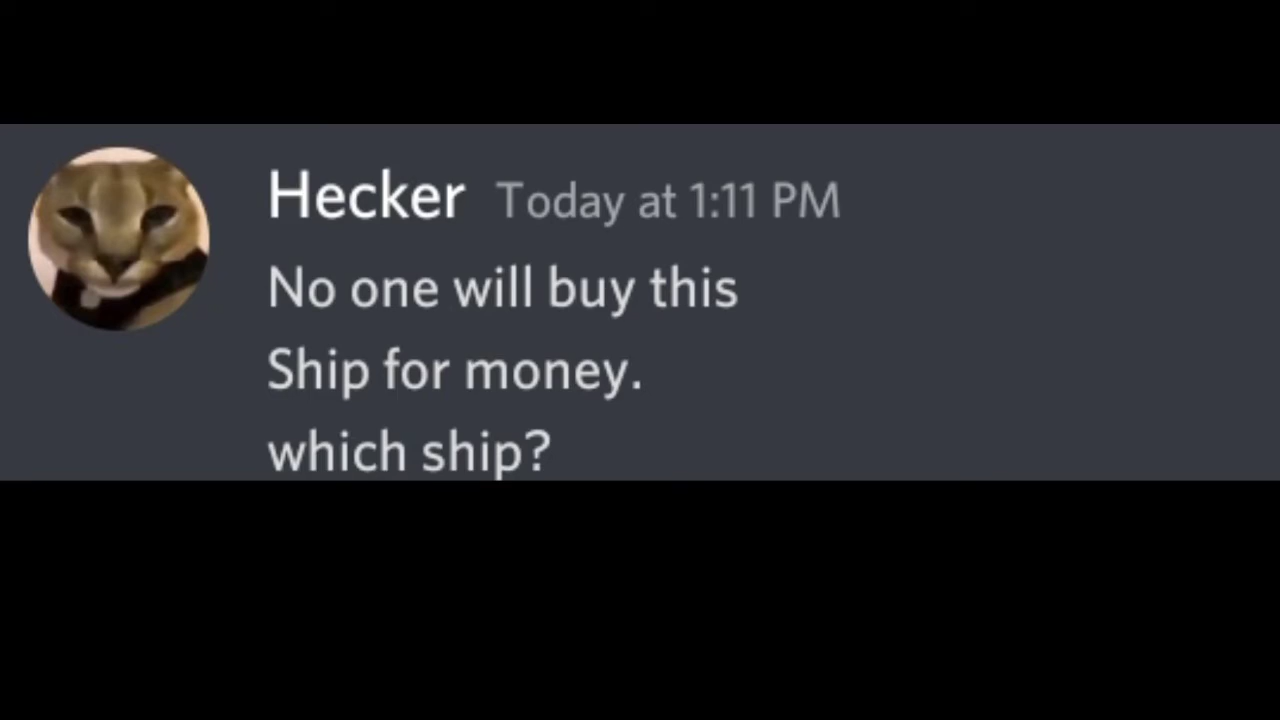 Hecker Today at 1:11 PM
No one will buy this
Ship for money.
which ship?